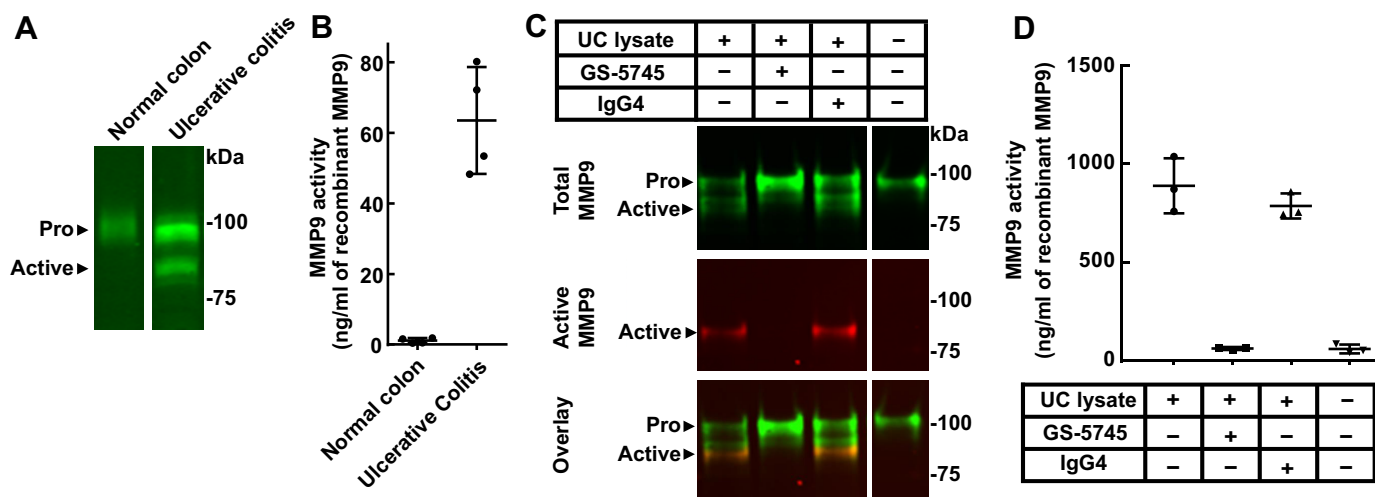 A
Normal colon
Ulcerative colitis
kDa
Pro
Active
-100
-75
B
MMP9 activity
(ng/ml of recombinant MMP9)
80
60
40
20
0
Normal colon
Ulcerative Colitis
C
UC lysate + + + −
GS-5745 − + − −
IgG4 − − + −
kDa
Total
MMP9
Pro
Active
-100
-75
Active
MMP9
Active
-100
-75
Overlay
Pro
Active
-100
-75
D
MMP9 activity
(ng/ml of recombinant MMP9)
1500
1000
500
0
UC lysate + + + −
GS-5745 − + − −
IgG4 − − + −